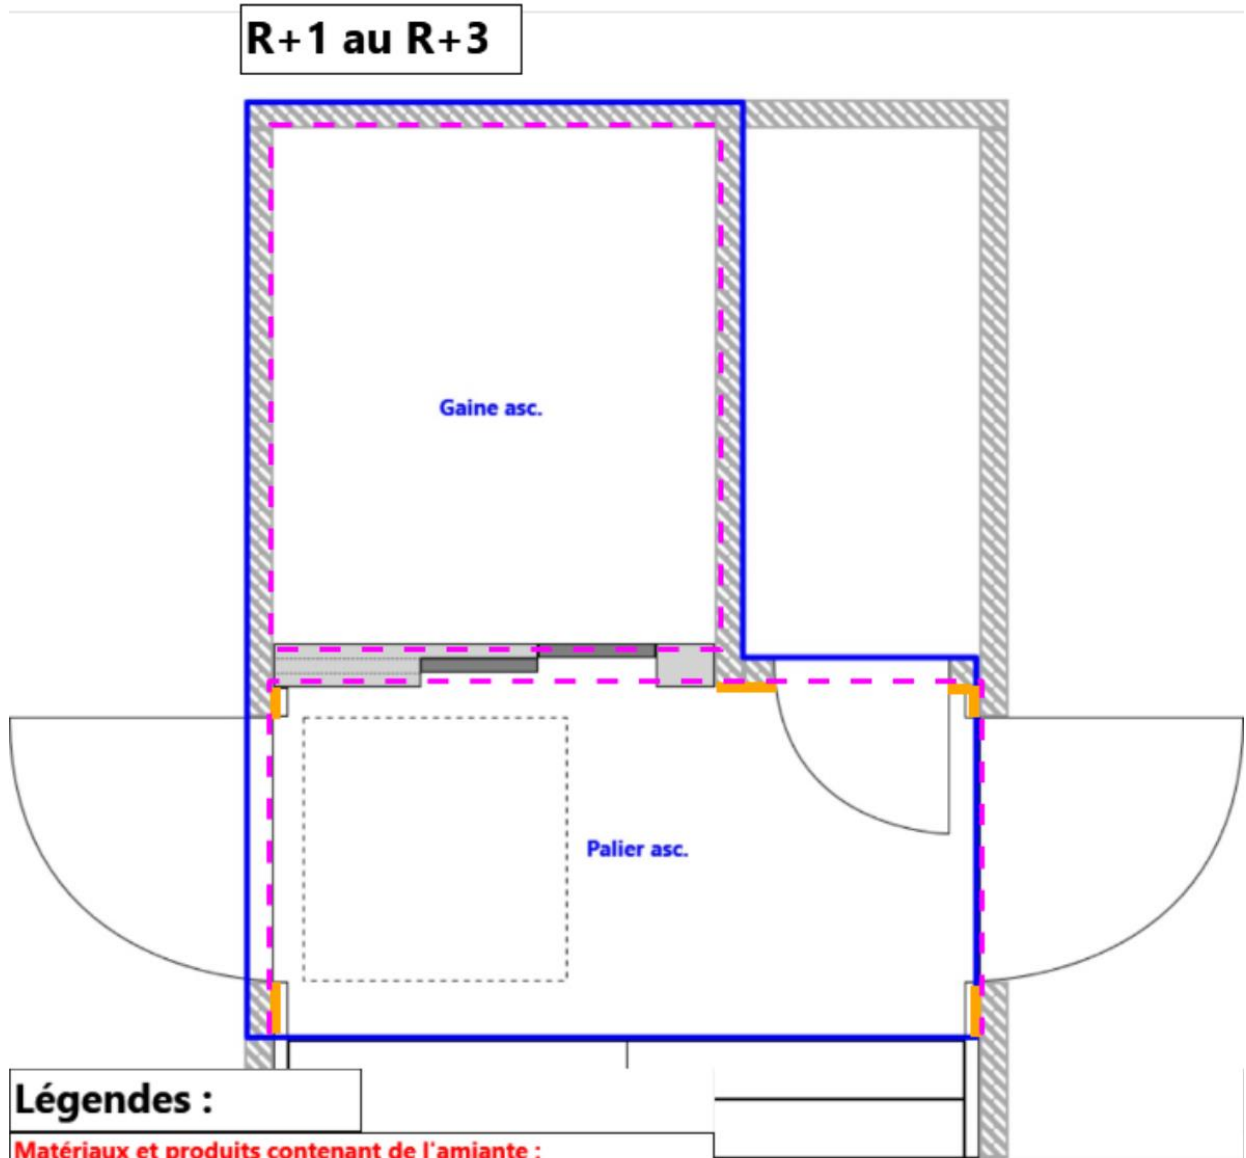 R+1 au R+3
Gaine asc.
Palier asc.
Légendes :
Matériaux et produits contenant de l'amiante :